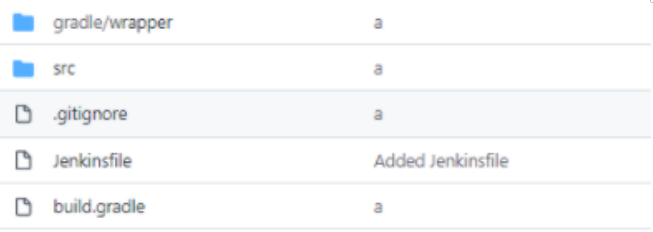 gradle/wrapper a
src a
.gitignore a
Jenkinsfile Added Jenkinsfile
build.gradle a